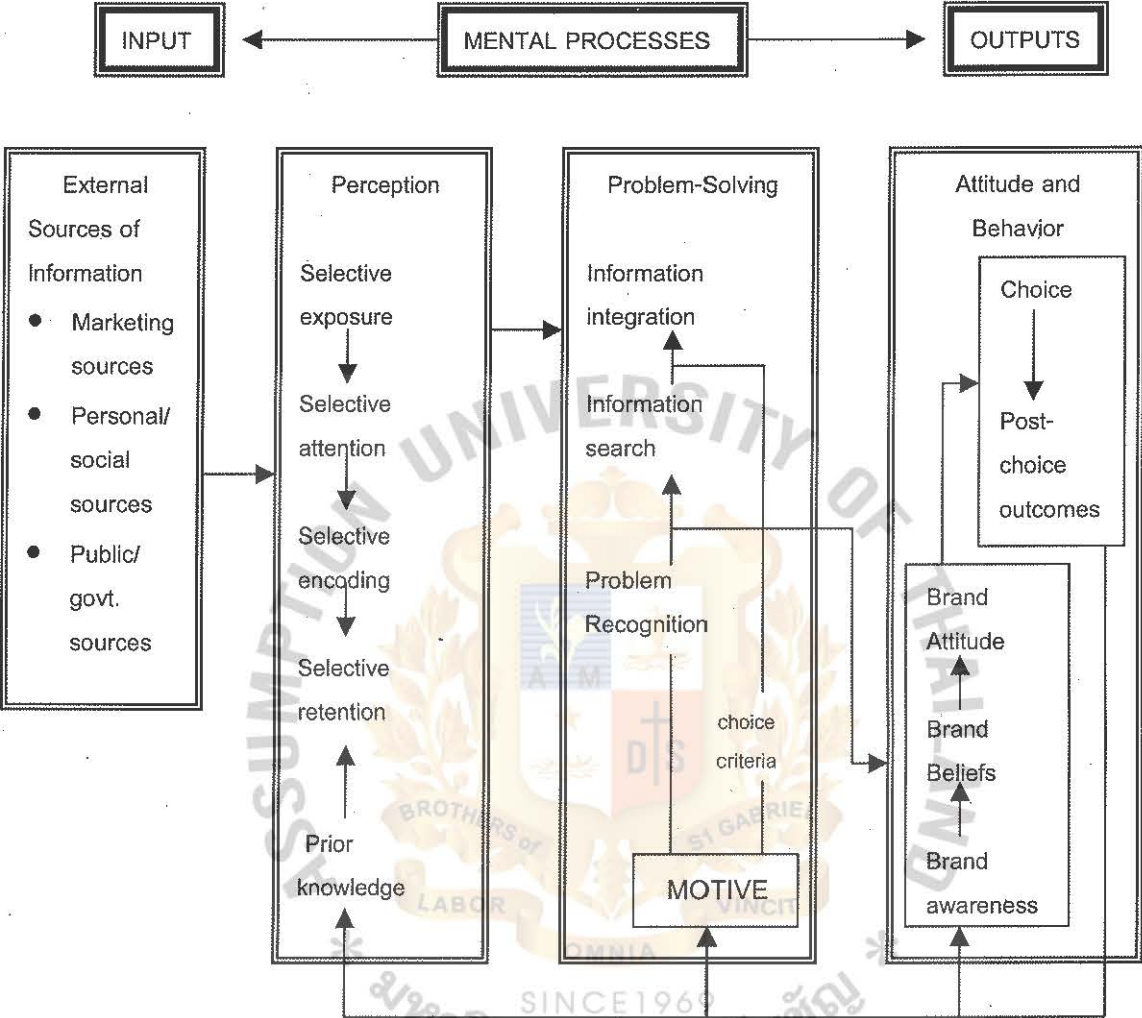 INPUT
MENTAL PROCESSES
OUTPUTS
External
Sources of
Information
● Marketing
sources
● Personal/
social
sources
● Public/
govt.
sources
Perception
Selective
exposure
Selective
attention
Selective
encoding
Selective
retention
Prior
knowledge
Problem-Solving
Information
integration
Information
search
Problem
Recognition
choice
criteria
MOTIVE
Attitude and
Behavior
Choice
Post-
choice
outcomes
Brand
Attitude
Brand
Beliefs
Brand
awareness
ASSUMPTION UNIVERSITY OF THAILAND
A M
D S
BROTHERS of
ST GABRIEL
LABOR
VINCIT
OMNIA
SINCE1969